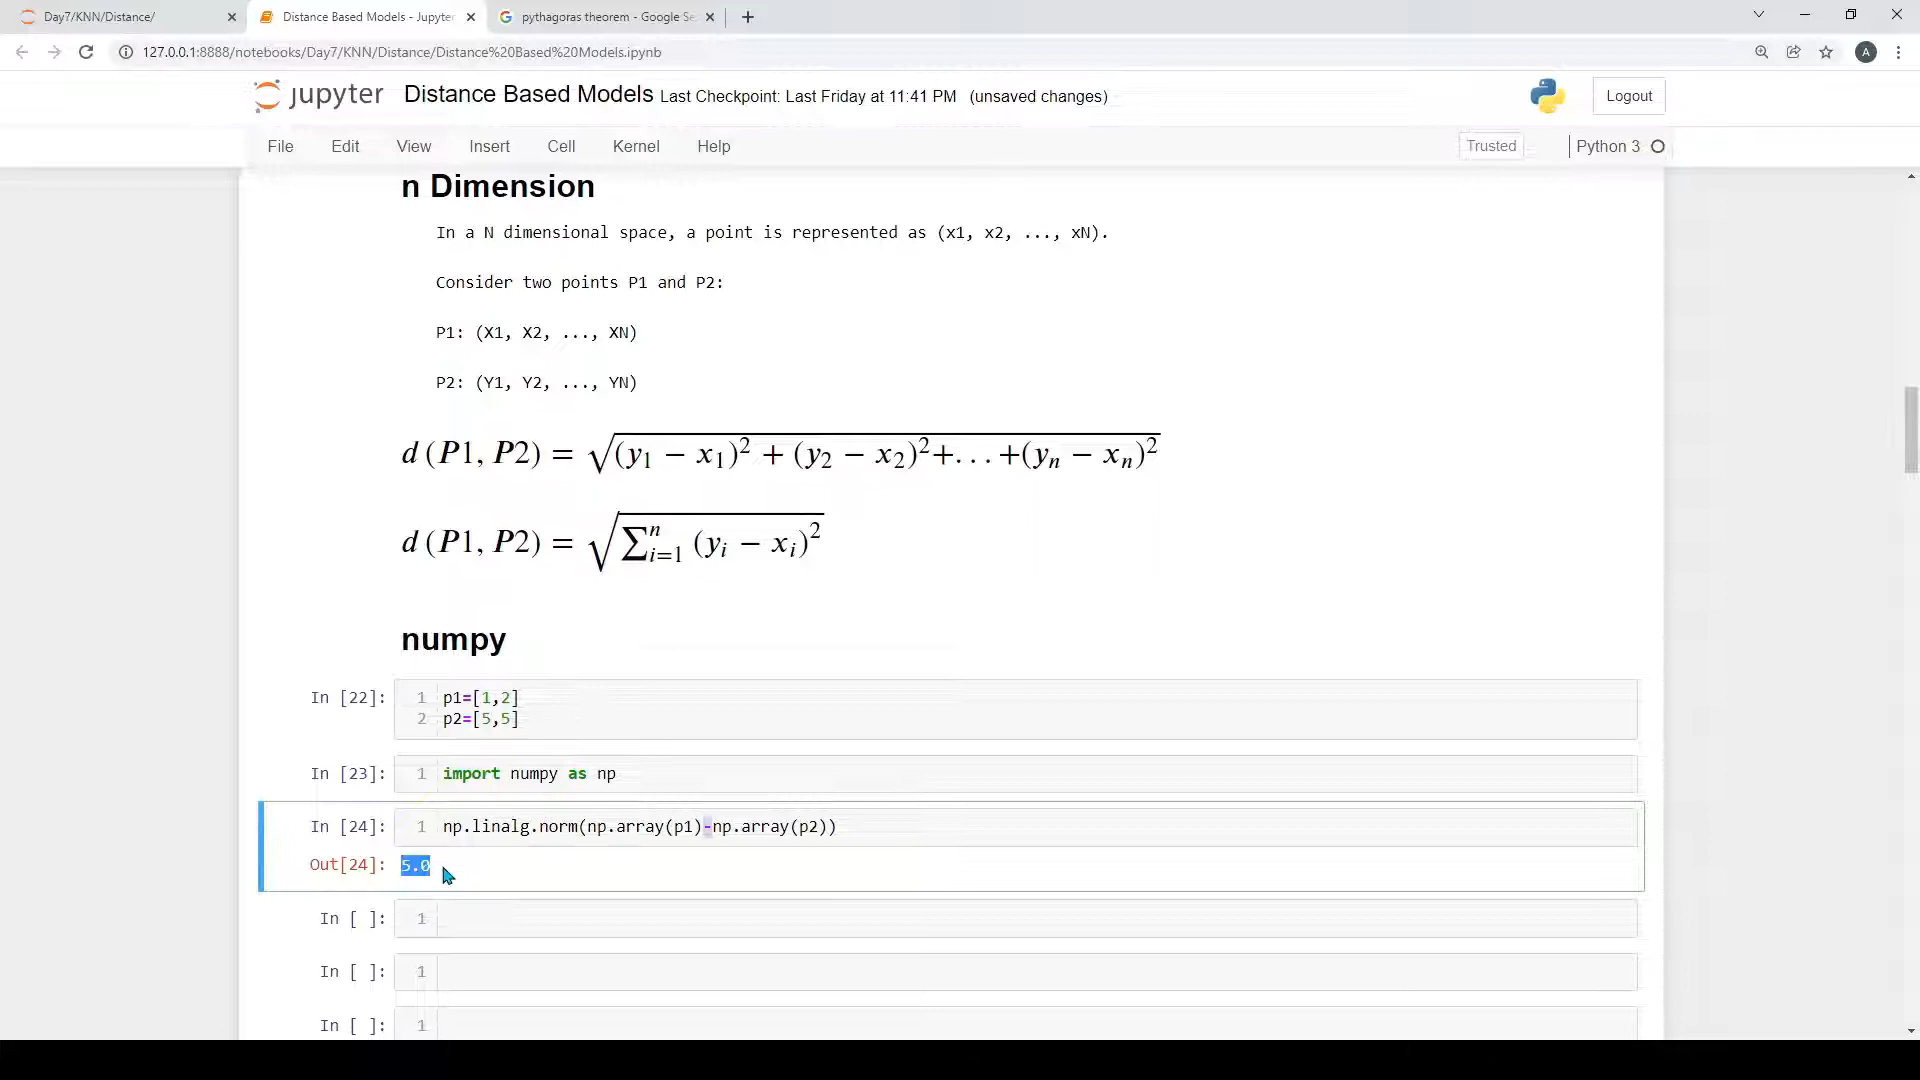 Day7/KNN/Distance/
Distance Based Models - Jupyter
pythagoras theorem - Google Se
127.0.0.1:8888/notebooks/Day7/KNN/Distance/Distance%20Based%20Models.ipynb
A
jupyter Distance Based Models Last Checkpoint: Last Friday at 11:41 PM (unsaved changes)
Logout
File Edit View Insert Cell Kernel Help
Trusted
Python 3
n Dimension
In a N dimensional space, a point is represented as (x1, x2, ..., xN).
Consider two points P1 and P2:
P1: (X1, X2, ..., XN)
P2: (Y1, Y2, ..., YN)
d (P1, P2) = √(y₁ − x₁)² + (y₂ − x₂)²+. . . +(yₙ − xₙ)²
d (P1, P2) = √∑ⁿᵢ₌₁ (yᵢ − xᵢ)²
numpy
In [22]: 1 p1=[1,2]
2 p2=[5,5]
In [23]: 1 import numpy as np
In [24]: 1 np.linalg.norm(np.array(p1)-np.array(p2))
Out[24]: 5.0
In [ ]: 1
In [ ]: 1
In [ ]: 1